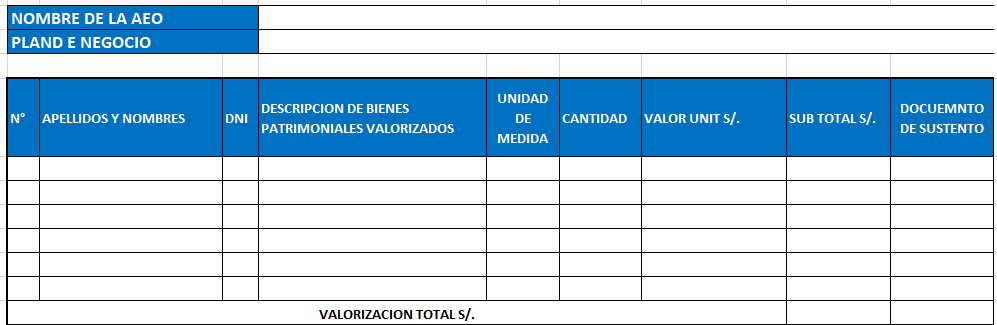 NOMBRE DE LA AEO
PLAND E NEGOCIO
N°
APELLIDOS Y NOMBRES
DNI
DESCRIPCION DE BIENES
PATRIMONIALES VALORIZADOS
UNIDAD
DE
MEDIDA
CANTIDAD
VALOR UNIT S/.
SUB TOTAL S/.
DOCUEMNTO
DE SUSTENTO
VALORIZACION TOTAL S/.